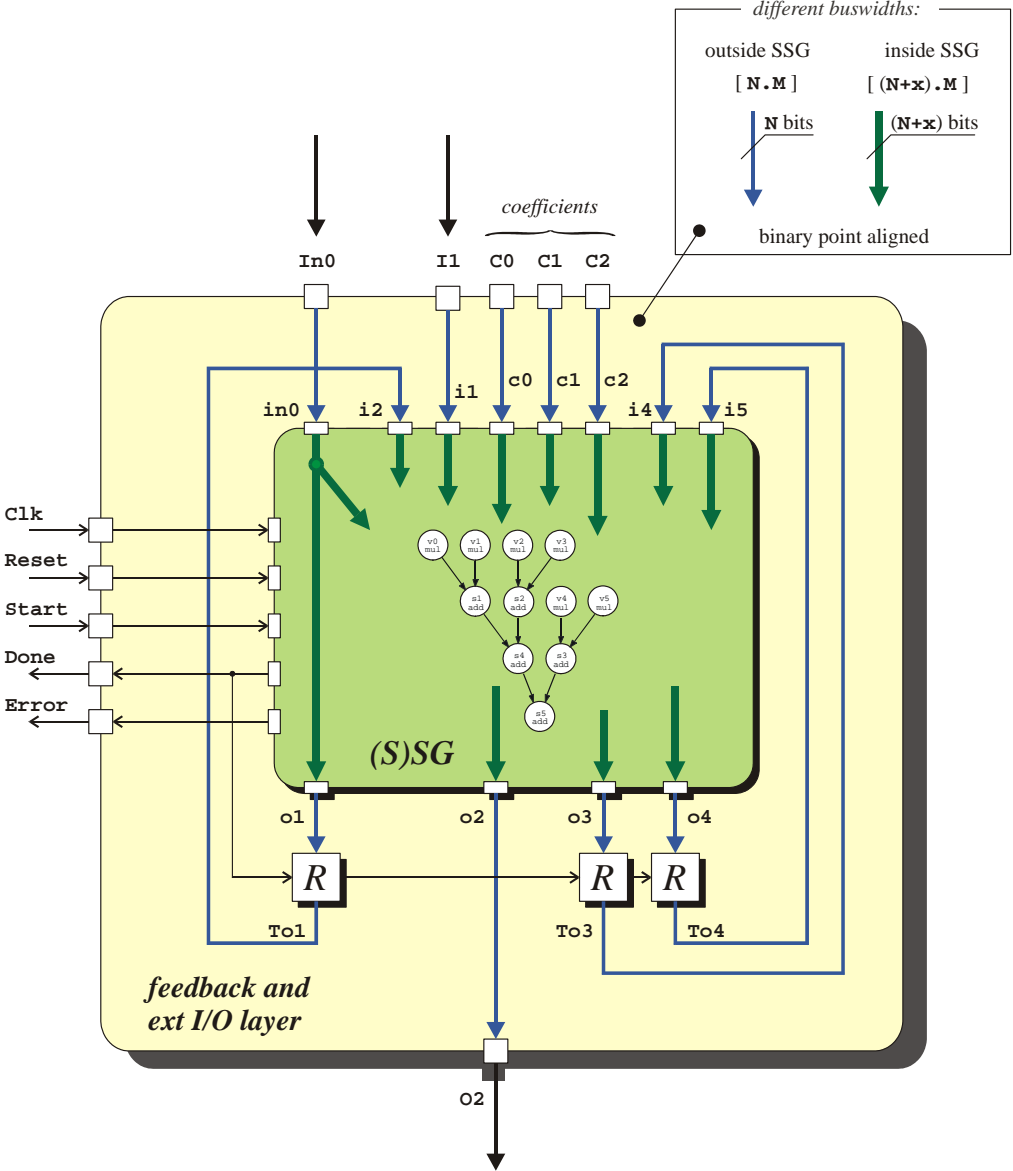 different buswidths:
outside SSG inside SSG
[ N.M ] [ (N+x).M ]
N bits (N+x) bits
binary point aligned
coefficients
In0 I1 C0 C1 C2
i1 c0 c1 c2
in0 i2 i4 i5
Clk
Reset
Start
Done
Error
v0 mul v1 mul v2 mul v3 mul
s1 add s2 add v4 mul v5 mul
s4 add s3 add
s5 add
(S)SG
o1 o2 o3 o4
R R R
To1 To3 To4
feedback and
ext I/O layer
O2